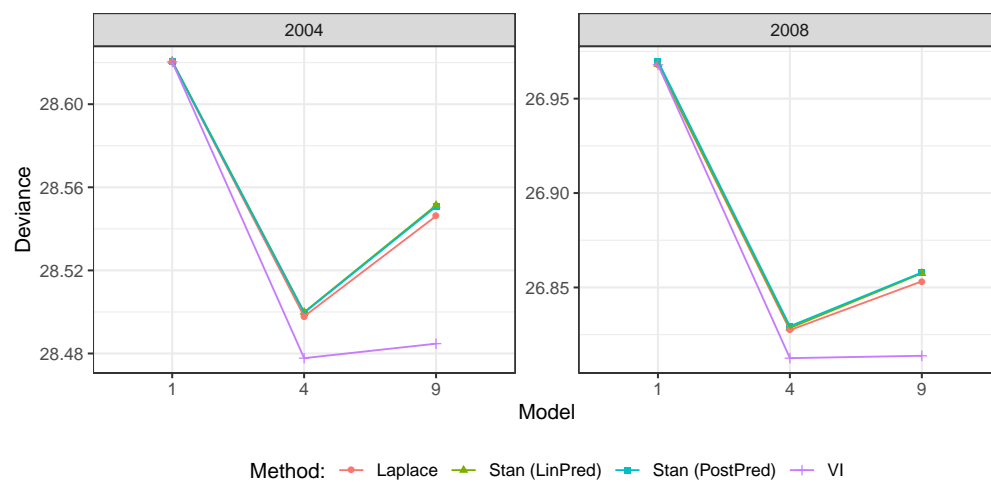 2004
2008
Deviance
28.60
28.56
28.52
28.48
26.95
26.90
26.85
1 4 9
1 4 9
Model
Method: Laplace Stan (LinPred) Stan (PostPred) VI